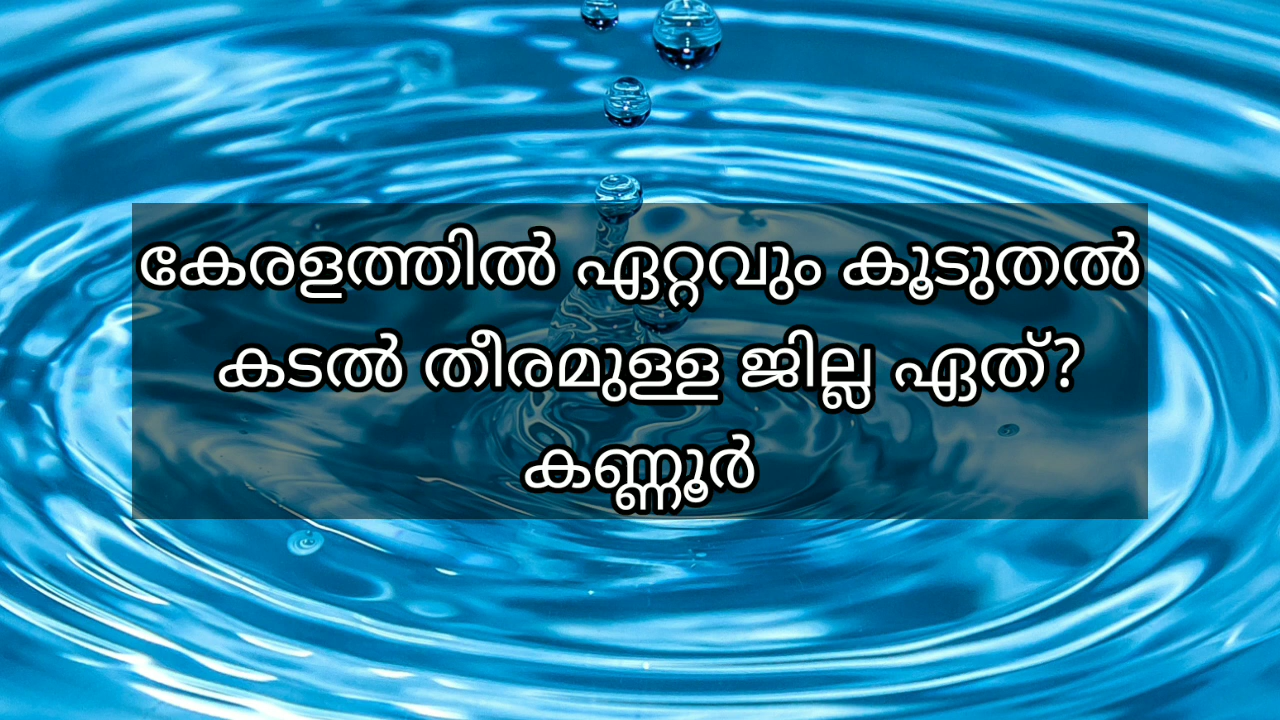 കേരളത്തിൽ ഏറ്റവും കൂടുതൽ
കടൽ തീരമുള്ള ജില്ല ഏത്?
കണ്ണൂർ